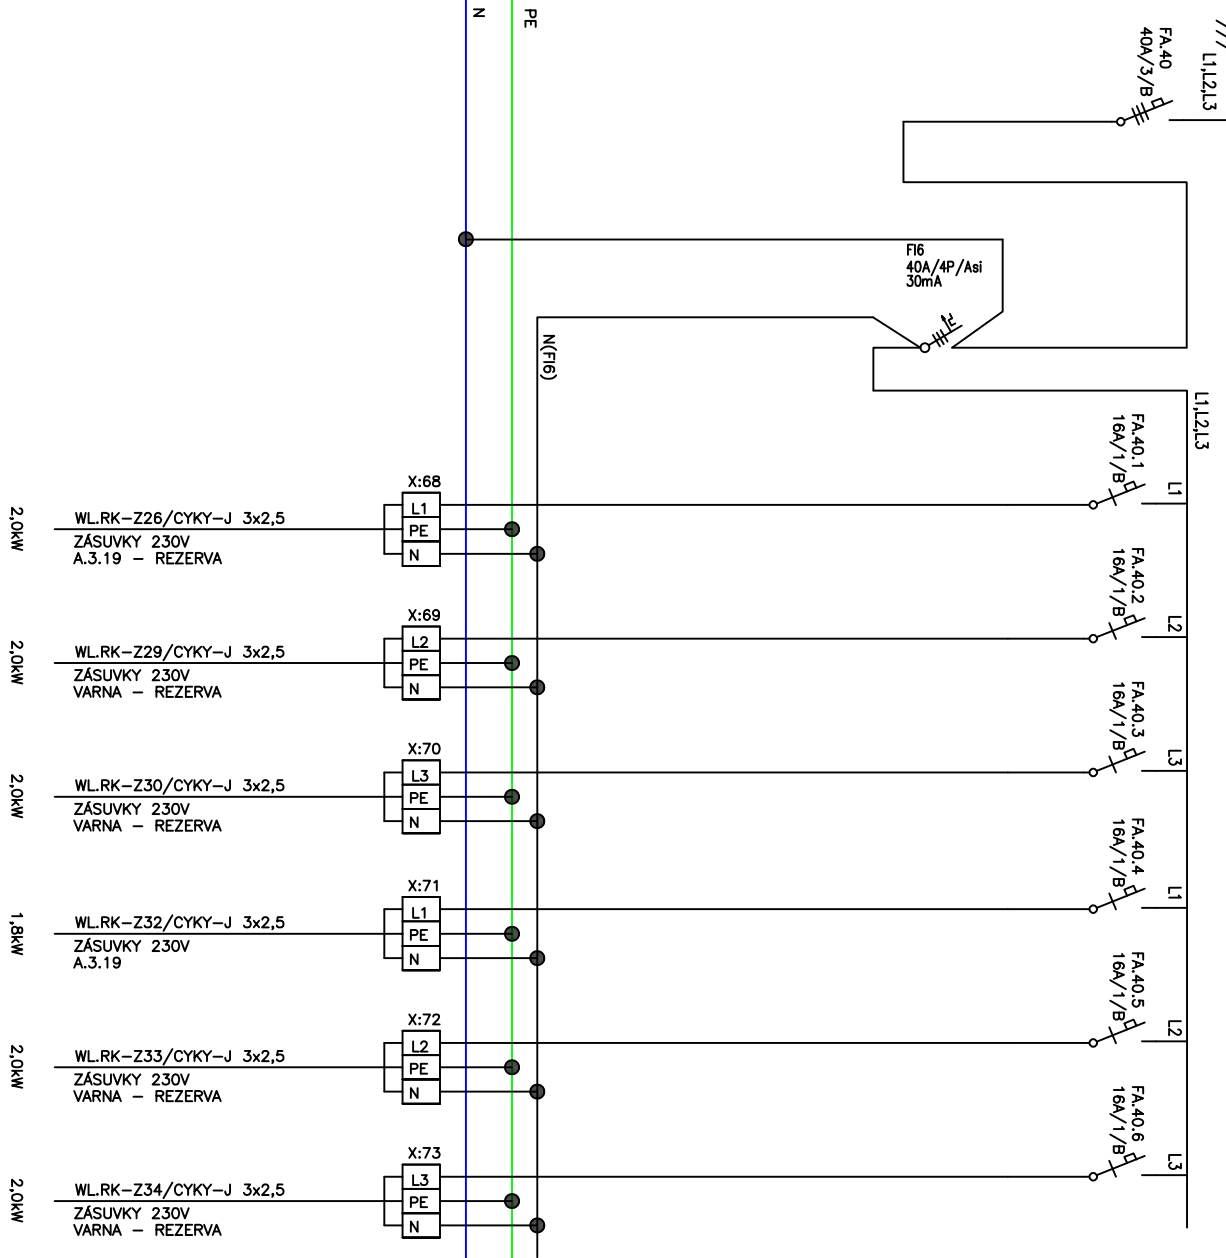 N
PE
FA.40
40A/3/B
L1,L2,L3
FI6
40A/4P/Asi
30mA
N(FI6)
L1,L2,L3
FA.40.1
16A/1/B
L1
X:68
L1
PE
N
WL.RK-Z26/CYKY-J 3x2,5
ZÁSUVKY 230V
A.3.19 - REZERVA
2,0kW
FA.40.2
16A/1/B
L2
X:69
L2
PE
N
WL.RK-Z29/CYKY-J 3x2,5
ZÁSUVKY 230V
VARNA - REZERVA
2,0kW
FA.40.3
16A/1/B
L3
X:70
L3
PE
N
WL.RK-Z30/CYKY-J 3x2,5
ZÁSUVKY 230V
VARNA - REZERVA
2,0kW
FA.40.4
16A/1/B
L1
X:71
L1
PE
N
WL.RK-Z32/CYKY-J 3x2,5
ZÁSUVKY 230V
A.3.19
1,8kW
FA.40.5
16A/1/B
L2
X:72
L2
PE
N
WL.RK-Z33/CYKY-J 3x2,5
ZÁSUVKY 230V
VARNA - REZERVA
2,0kW
FA.40.6
16A/1/B
L3
X:73
L3
PE
N
WL.RK-Z34/CYKY-J 3x2,5
ZÁSUVKY 230V
VARNA - REZERVA
2,0kW